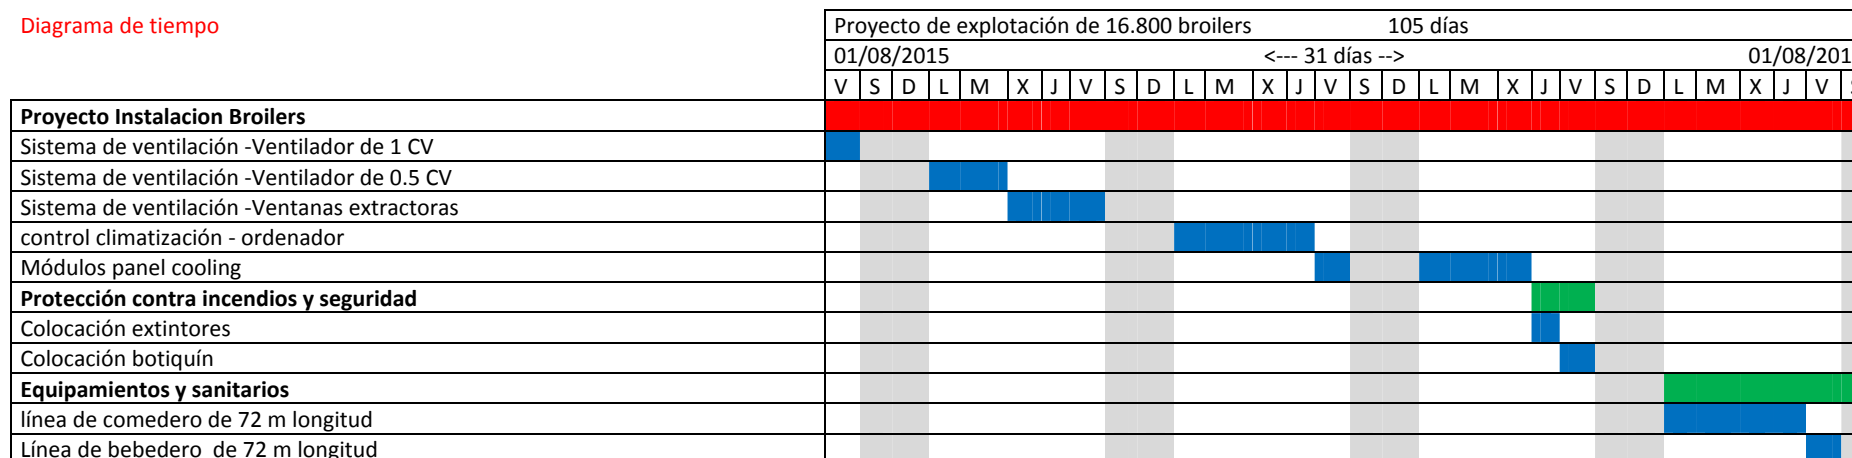 Diagrama de tiempo
Proyecto de explotación de 16.800 broilers 105 días
01/08/2015 <--- 31 días --> 01/08/201
V S D L M X J V S D L M X J V S D L M X J V S D L M X J V S
Proyecto Instalacion Broilers
Sistema de ventilación -Ventilador de 1 CV
Sistema de ventilación -Ventilador de 0.5 CV
Sistema de ventilación -Ventanas extractoras
control climatización - ordenador
Módulos panel cooling
Protección contra incendios y seguridad
Colocación extintores
Colocación botiquín
Equipamientos y sanitarios
línea de comedero de 72 m longitud
Línea de bebedero de 72 m longitud